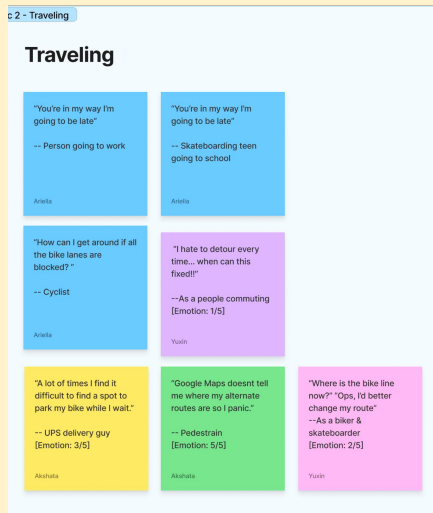 c 2 - Traveling
Traveling
"You're in my way I'm
going to be late"
-- Person going to work
Ariella
"You're in my way I'm
going to be late"
-- Skateboarding teen
going to school
Ariella
"How can I get around if all
the bike lanes are
blocked? "
-- Cyclist
Ariella
"I hate to detour every
time... when can this
fixed!!"
--As a people commuting
[Emotion: 1/5]
Yuxin
"A lot of times I find it
difficult to find a spot to
park my bike while I wait."
-- UPS delivery guy
[Emotion: 3/5]
Akshata
"Google Maps doesnt tell
me where my alternate
routes are so I panic."
-- Pedestrain
[Emotion: 5/5]
Akshata
"Where is the bike line
now?" "Ops, I'd better
change my route"
--As a biker &
skateboarder
[Emotion: 2/5]
Yuxin